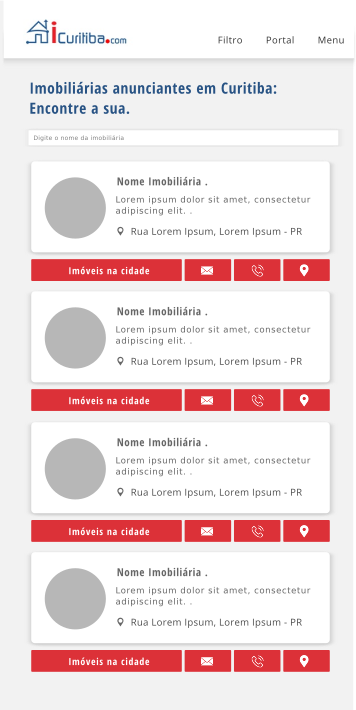 iCuritiba.com
Filtro Portal Menu
Imobiliárias anunciantes em Curitiba:
Encontre a sua.
Digite o nome da imobiliária
Nome Imobiliária .
Lorem ipsum dolor sit amet, consectetur
adipiscing elit. .
Rua Lorem Ipsum, Lorem Ipsum - PR
Imóveis na cidade
Nome Imobiliária .
Lorem ipsum dolor sit amet, consectetur
adipiscing elit. .
Rua Lorem Ipsum, Lorem Ipsum - PR
Imóveis na cidade
Nome Imobiliária .
Lorem ipsum dolor sit amet, consectetur
adipiscing elit. .
Rua Lorem Ipsum, Lorem Ipsum - PR
Imóveis na cidade
Nome Imobiliária .
Lorem ipsum dolor sit amet, consectetur
adipiscing elit. .
Rua Lorem Ipsum, Lorem Ipsum - PR
Imóveis na cidade